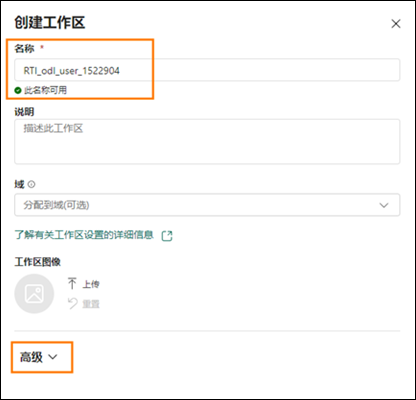 创建工作区
名称 *
RTI_odl_user_1522904
此名称可用
说明
描述此工作区
域
分配到域(可选)
了解有关工作区设置的详细信息
工作区图像
上传
重置
高级